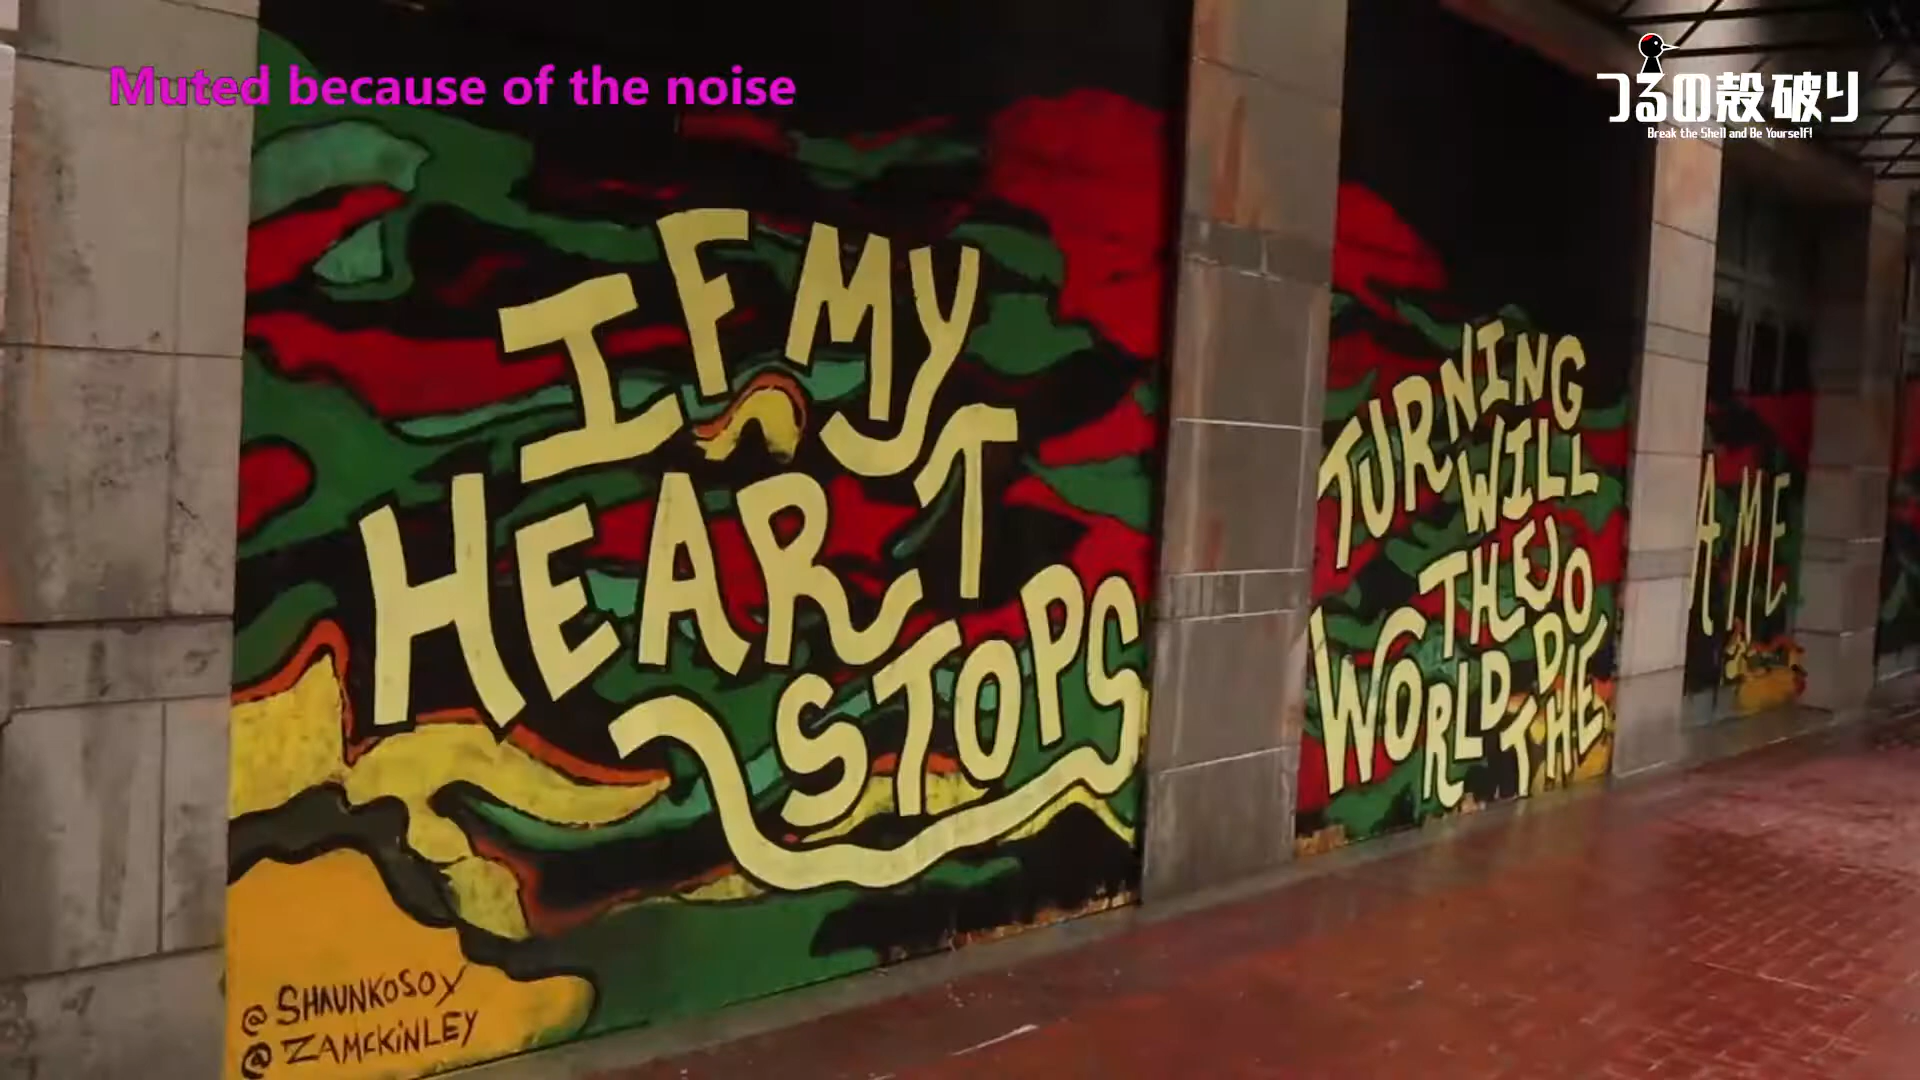 Muted because of the noise
つるの殻破り
Break the Shell and Be Yourself!
IF MY
HEART
STOPS
TURNING
WILL
THE
WORLD DO
THE
AME
@SHAUNKOSOY
@ZAMCKINLEY